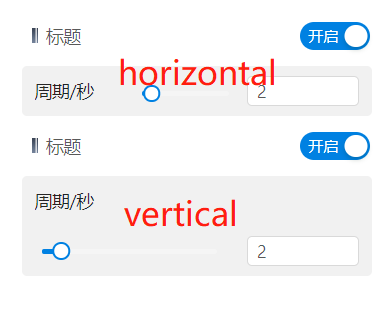 标题 开启
horizontal
周期/秒 2
标题 开启
周期/秒
vertical
2